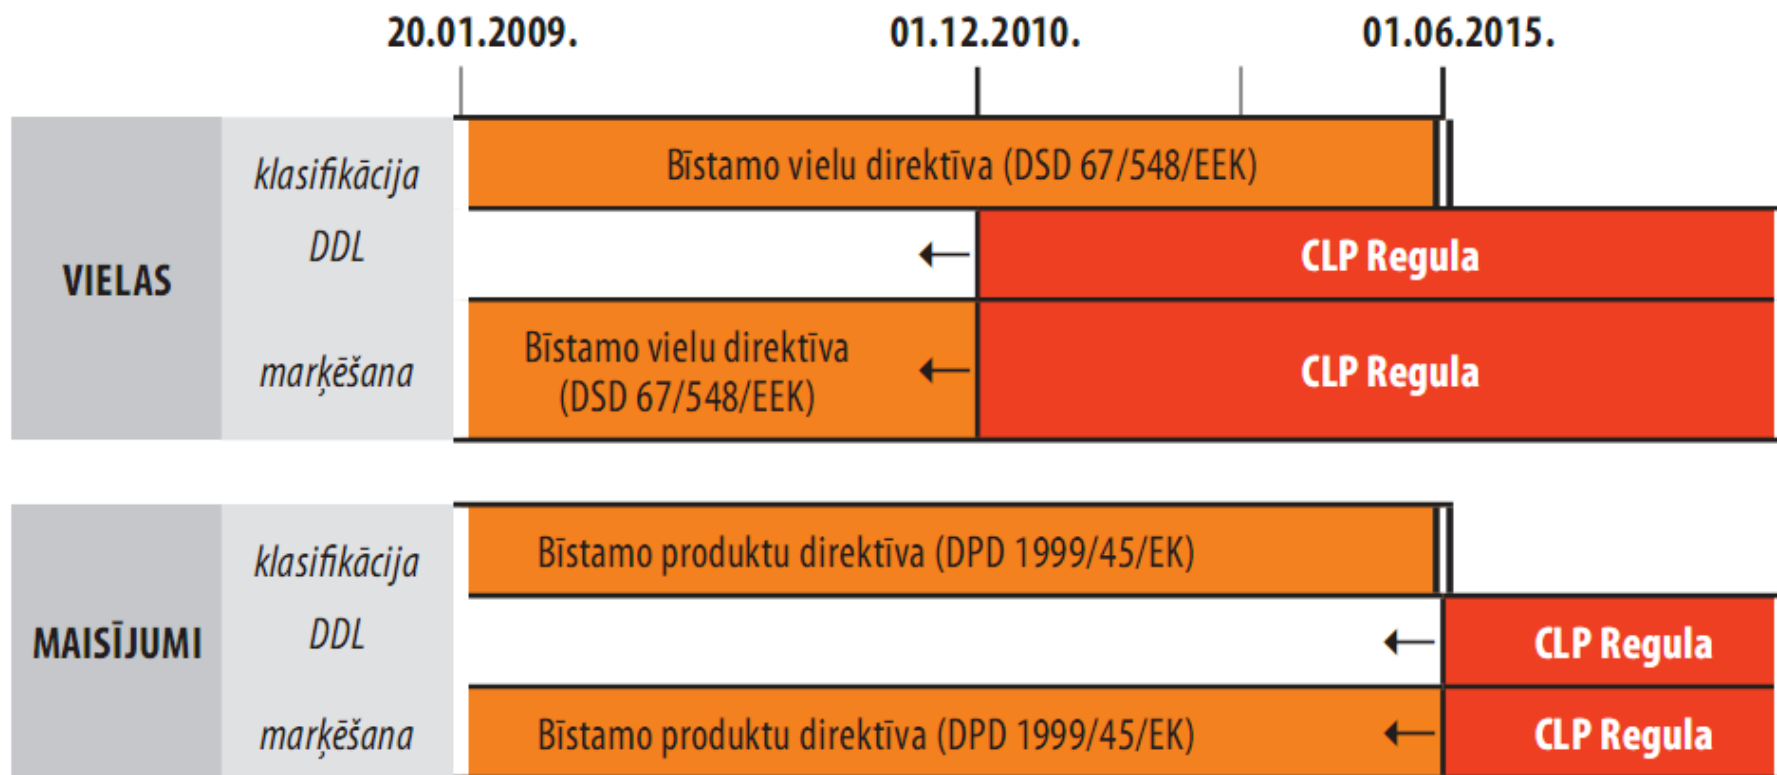 20.01.2009. 01.12.2010. 01.06.2015.
klasifikācija
Bīstamo vielu direktīva (DSD 67/548/EEK)
DDL
← CLP Regula
VIELAS
marķēšana
Bīstamo vielu direktīva
(DSD 67/548/EEK)
← CLP Regula
klasifikācija
Bīstamo produktu direktīva (DPD 1999/45/EK)
DDL
← CLP Regula
MAISĪJUMI
marķēšana
Bīstamo produktu direktīva (DPD 1999/45/EK)
← CLP Regula